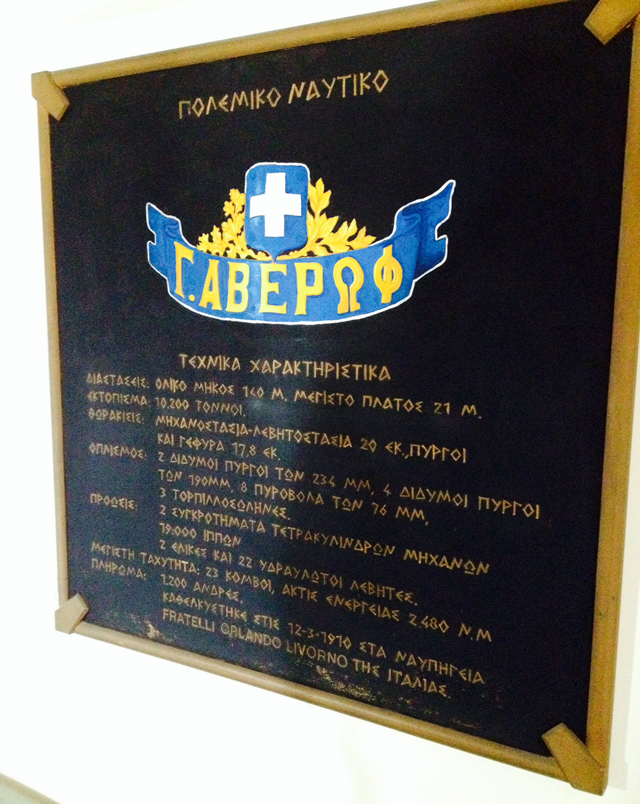 ΠΟΛΕΜΙΚΟ ΝΑΥΤΙΚΟ
Γ. ΑΒΕΡΩΦ
ΤΕΧΝΙΚΑ ΧΑΡΑΚΤΗΡΙΣΤΙΚΑ
ΔΙΑΣΤΑΣΕΙΣ: ΟΛΙΚΟ ΜΗΚΟΣ 140 Μ. ΜΕΓΙΣΤΟ ΠΛΑΤΟΣ 21 Μ.
ΕΚΤΟΠΙΣΜΑ: 10.200 ΤΟΝΝΟΙ.
ΘΩΡΑΚΙΣΙΣ: ΜΗΧΑΝΟΣΤΑΣΙΑ-ΛΕΒΗΤΟΣΤΑΣΙΑ 20 ΕΚ., ΠΥΡΓΟΙ
ΚΑΙ ΓΕΦΥΡΑ 17,8 ΕΚ.
ΟΠΛΙΣΜΟΣ: 2 ΔΙΔΥΜΟΙ ΠΥΡΓΟΙ ΤΩΝ 234 ΜΜ, 4 ΔΙΔΥΜΟΙ ΠΥΡΓΟΙ
ΤΩΝ 190ΜΜ, 8 ΠΥΡΟΒΟΛΑ ΤΩΝ 76 ΜΜ,
3 ΤΟΡΠΙΛΛΟΣΩΛΗΝΕΣ.
ΠΡΟΩΣΙΣ: 2 ΣΥΓΚΡΟΤΗΜΑΤΑ ΤΕΤΡΑΚΥΛΙΝΔΡΩΝ ΜΗΧΑΝΩΝ
19.000 ΙΠΠΩΝ
2 ΕΛΙΚΕΣ ΚΑΙ 22 ΥΔΡΑΥΛΩΤΟΙ ΛΕΒΗΤΕΣ.
ΜΕΓΙΣΤΗ ΤΑΧΥΤΗΤΑ: 23 ΚΟΜΒΟΙ, ΑΚΤΙΣ ΕΝΕΡΓΕΙΑΣ 2.480 Ν.Μ
ΠΛΗΡΩΜΑ: 1.200 ΑΝΔΡΕΣ.
ΚΑΘΕΛΚΥΣΤΗΚΕ ΣΤΙΣ 12-3-1910 ΣΤΑ ΝΑΥΠΗΓΕΙΑ
FRATELLI ORLANDO LIVORNO ΤΗΣ ΙΤΑΛΙΑΣ.